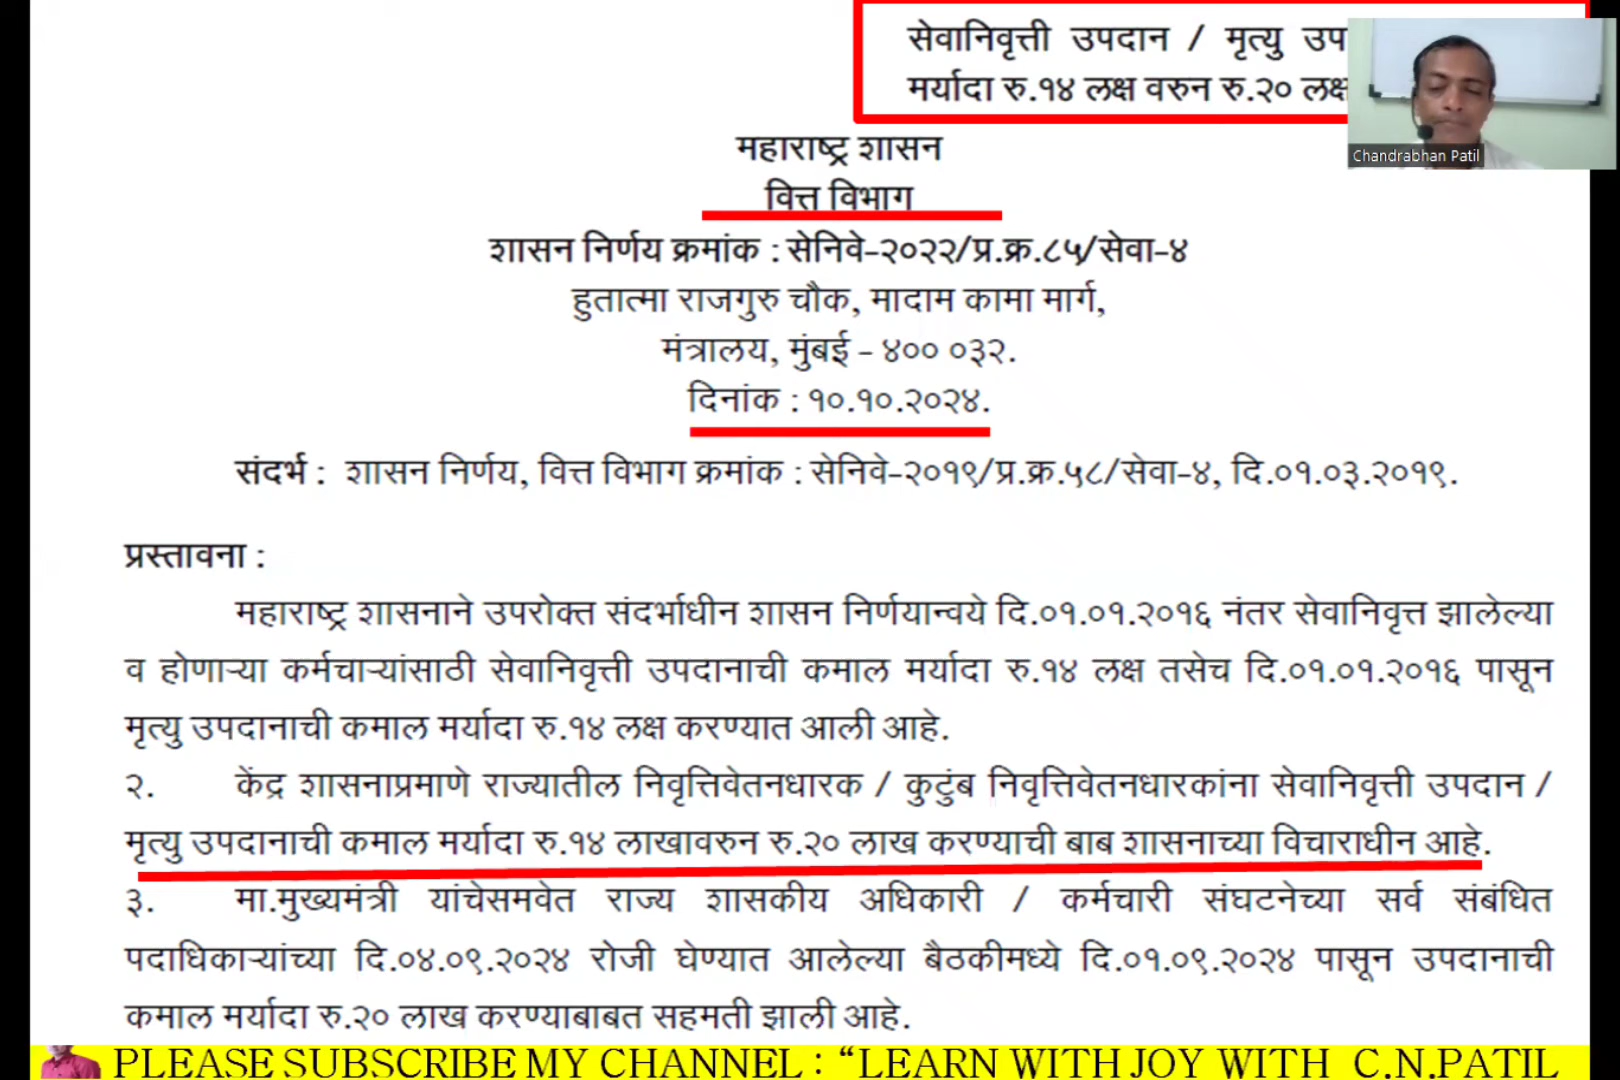 सेवानिवृत्ती उपदान / मृत्यु
मर्यादा रु.१४ लक्ष वरुन रु.२० लक्ष
Chandrabhan Patil
महाराष्ट्र शासन
वित्त विभाग
शासन निर्णय क्रमांक : सेनिवे-२०२२/प्र.क्र.८५/सेवा-४
हुतात्मा राजगुरु चौक, मादाम कामा मार्ग,
मंत्रालय, मुंबई - ४०० ०३२.
दिनांक : १०.१०.२०२४.
संदर्भ : शासन निर्णय, वित्त विभाग क्रमांक : सेनिवे-२०१९/प्र.क्र.५८/सेवा-४, दि.०१.०३.२०१९.
प्रस्तावना :
महाराष्ट्र शासनाने उपरोक्त संदर्भाधीन शासन निर्णयान्वये दि.०१.०१.२०१६ नंतर सेवानिवृत्त झालेल्या
व होणाऱ्या कर्मचाऱ्यांसाठी सेवानिवृत्ती उपदानाची कमाल मर्यादा रु.१४ लक्ष तसेच दि.०१.०१.२०१६ पासून
मृत्यु उपदानाची कमाल मर्यादा रु.१४ लक्ष करण्यात आली आहे.
२. केंद्र शासनाप्रमाणे राज्यातील निवृत्तिवेतनधारक / कुटुंब निवृत्तिवेतनधारकांना सेवानिवृत्ती उपदान /
मृत्यु उपदानाची कमाल मर्यादा रु.१४ लाखावरुन रु.२० लाख करण्याची बाब शासनाच्या विचाराधीन आहे.
३. मा.मुख्यमंत्री यांचेसमवेत राज्य शासकीय अधिकारी / कर्मचारी संघटनेच्या सर्व संबंधित
पदाधिकाऱ्यांच्या दि.०४.०९.२०२४ रोजी घेण्यात आलेल्या बैठकीमध्ये दि.०१.०९.२०२४ पासून उपदानाची
कमाल मर्यादा रु.२० लाख करण्याबाबत सहमती झाली आहे.
PLEASE SUBSCRIBE MY CHANNEL : “LEARN WITH JOY WITH C.N.PATIL